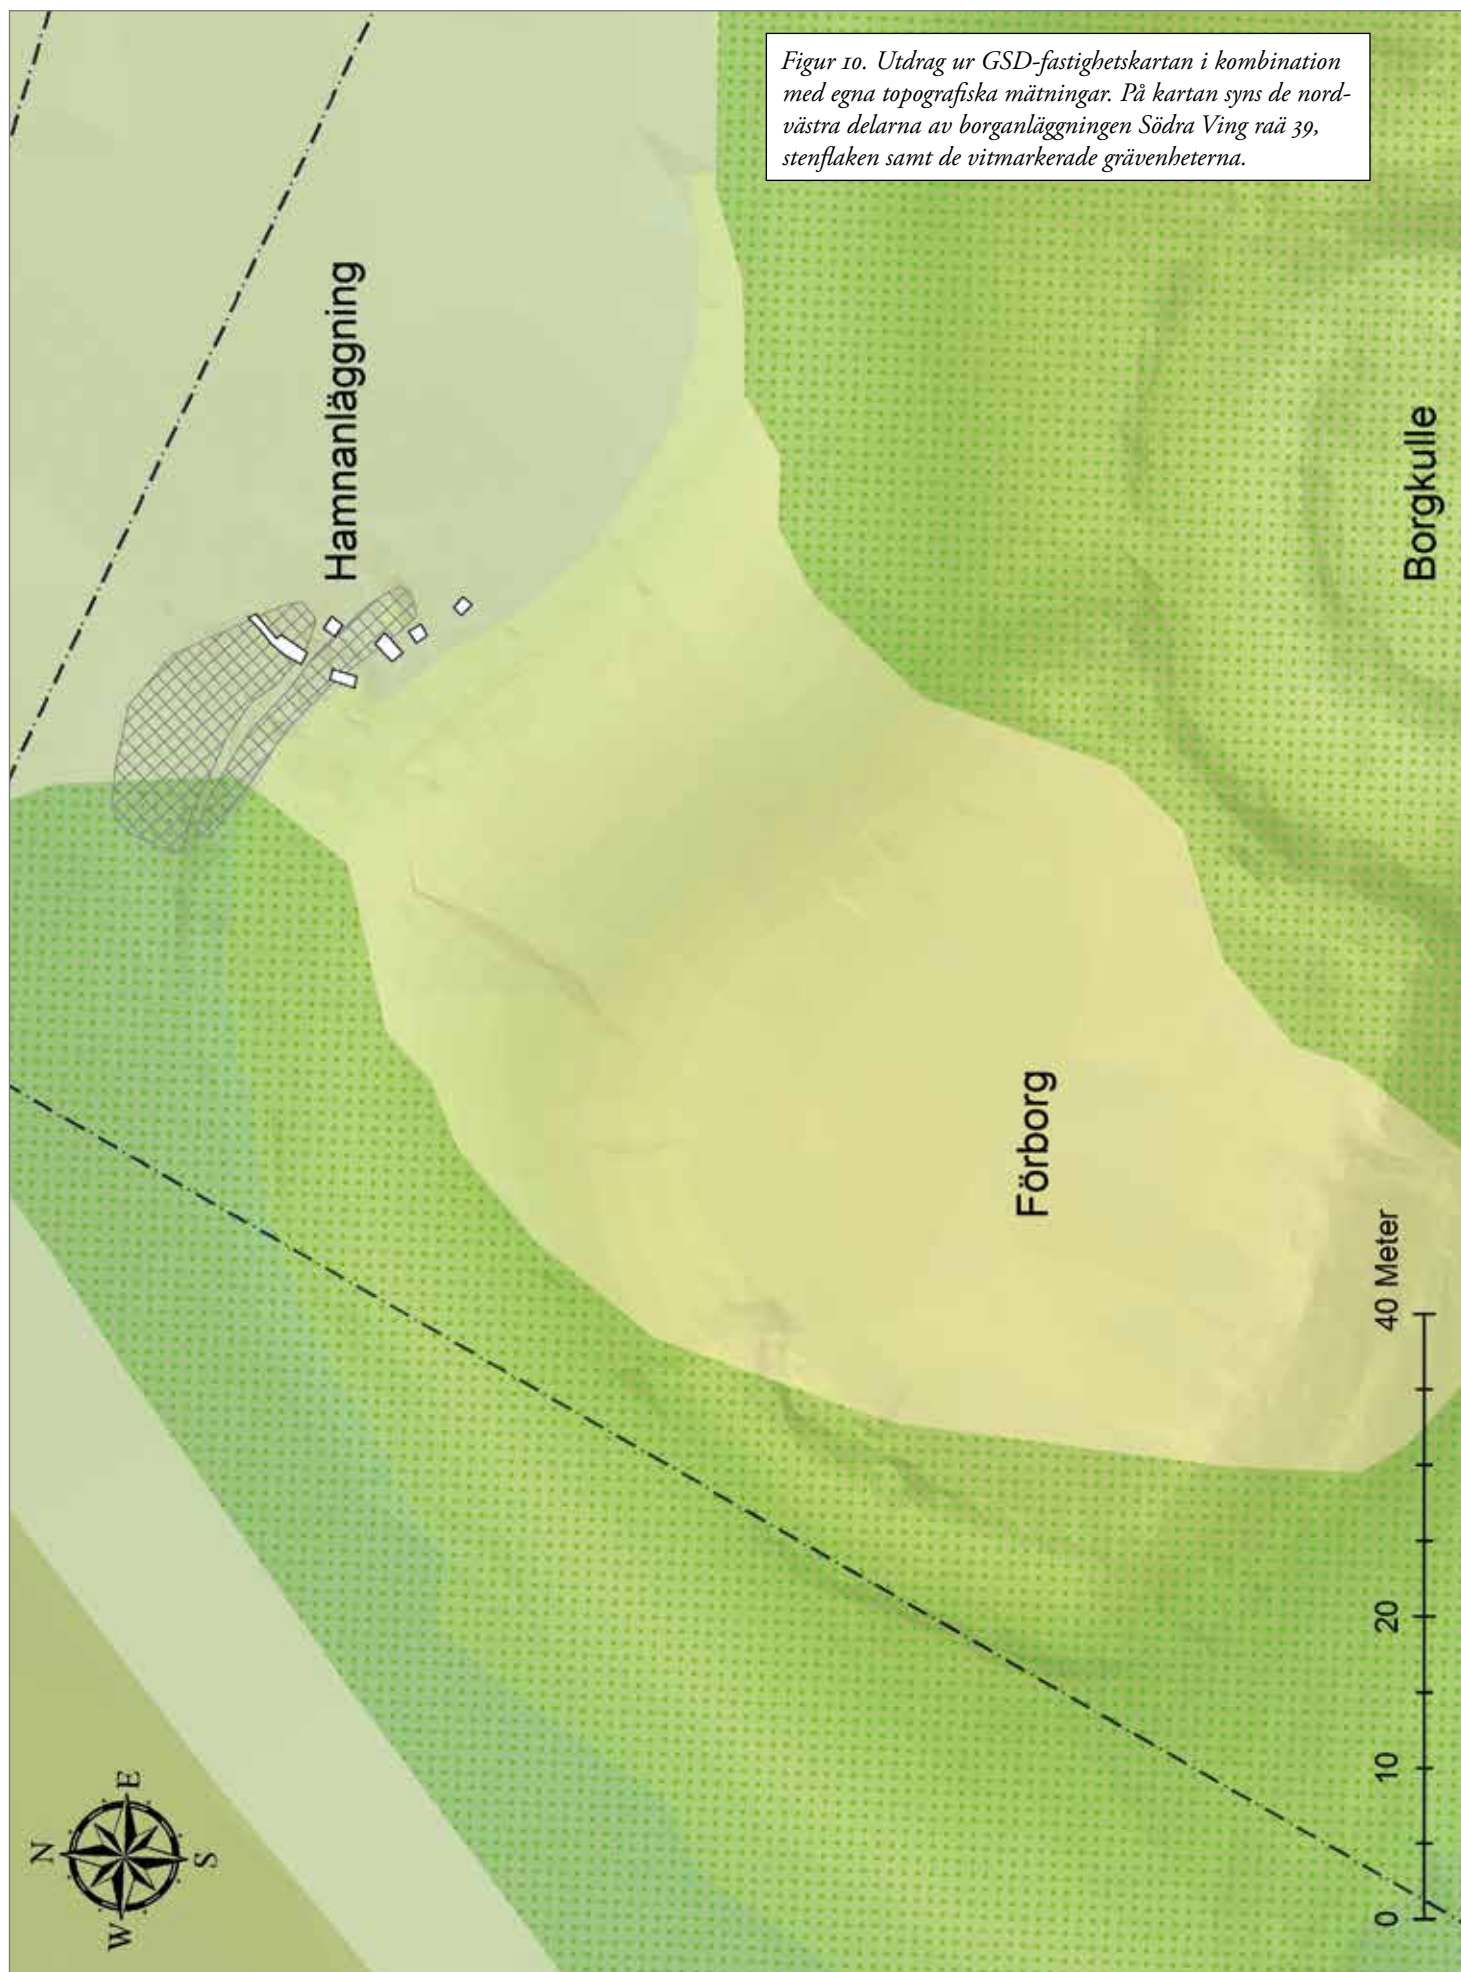 Figur 10. Utdrag ur GSD-fastighetskartan i kombination
med egna topografiska mätningar. På kartan syns de nord-
västra delarna av borganläggningen Södra Ving raä 39,
stenflaken samt de vitmarkerade grävenheterna.
N
W
E
S
Hamnanläggning
Förborg
Borgkulle
0
10
20
40 Meter